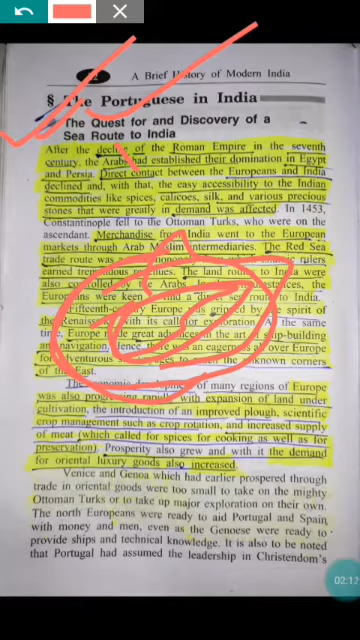 A Brief History of Modern India
§ The Portuguese in India
The Quest for and Discovery of a
Sea Route to India
After the decline of the Roman Empire in the seventh
century, the Arabs had established their domination in Egypt
and Persia. Direct contact between the Europeans and India
declined and, with that, the easy accessibility to the Indian
commodities like spices, calicoes, silk, and various precious
stones that were greatly in demand was affected. In 1453,
Constantinople fell to the Ottoman Turks, who were on the
ascendant. Merchandise from India went to the European
markets through Arab Muslim intermediaries. The Red Sea
trade route was a which rulers
earned tremendous revenues. The land routes to India were
also controlled by the Arabs. In
Europeans were keen to find a direct sea route to India.
Fifteenth-century Europe was gripped by the spirit of
the Renaissance with its call for exploration. At the same
time, Europe made great advances in the art of ship-building
and navigation. Hence, there was an eagerness all over Europe
for adventurous to the unknown corners
of the East.
The economic development of many regions of Europe
was also progressing rapidly with expansion of land under
cultivation, the introduction of an improved plough, scientific
crop management such as crop rotation, and increased supply
of meat (which called for spices for cooking as well as for
preservation). Prosperity also grew and with it the demand
for oriental luxury goods also increased.
Venice and Genoa which had earlier prospered through
trade in oriental goods were too small to take on the mighty
Ottoman Turks or to take up major exploration on their own.
The north Europeans were ready to aid Portugal and Spain
with money and men, even as the Genoese were ready to
provide ships and technical knowledge. It is also to be noted
that Portugal had assumed the leadership in Christendom's
02:12